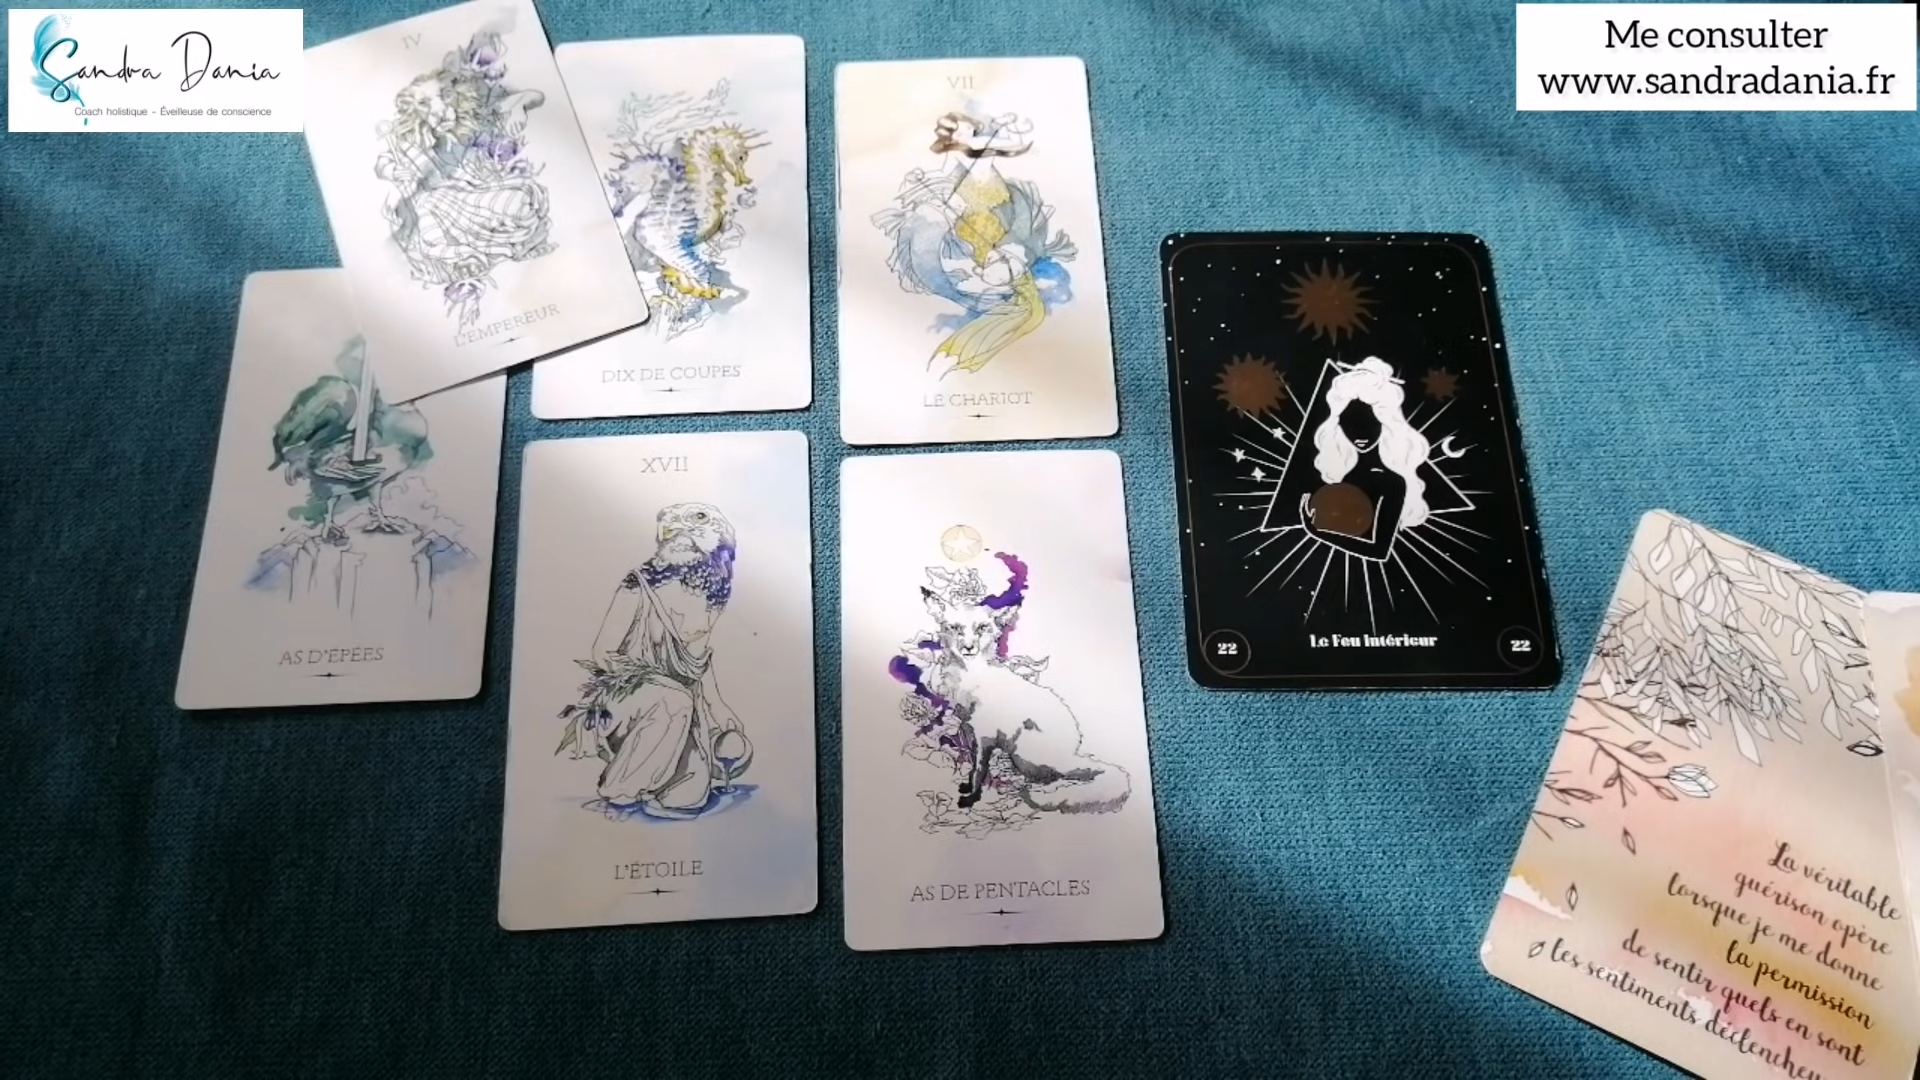 Sandra Dania
Coach holistique - Éveilleuse de conscience
Me consulter
www.sandradania.fr
IV
L'EMPEREUR
DIX DE COUPES
VII
LE CHARIOT
AS D'ÉPÉES
XVII
L'ÉTOILE
AS DE PENTACLES
Le Feu Intérieur
22
22
La véritable
guérison opère
lorsque je me donne
la permission
de sentir quels en sont
les sentiments